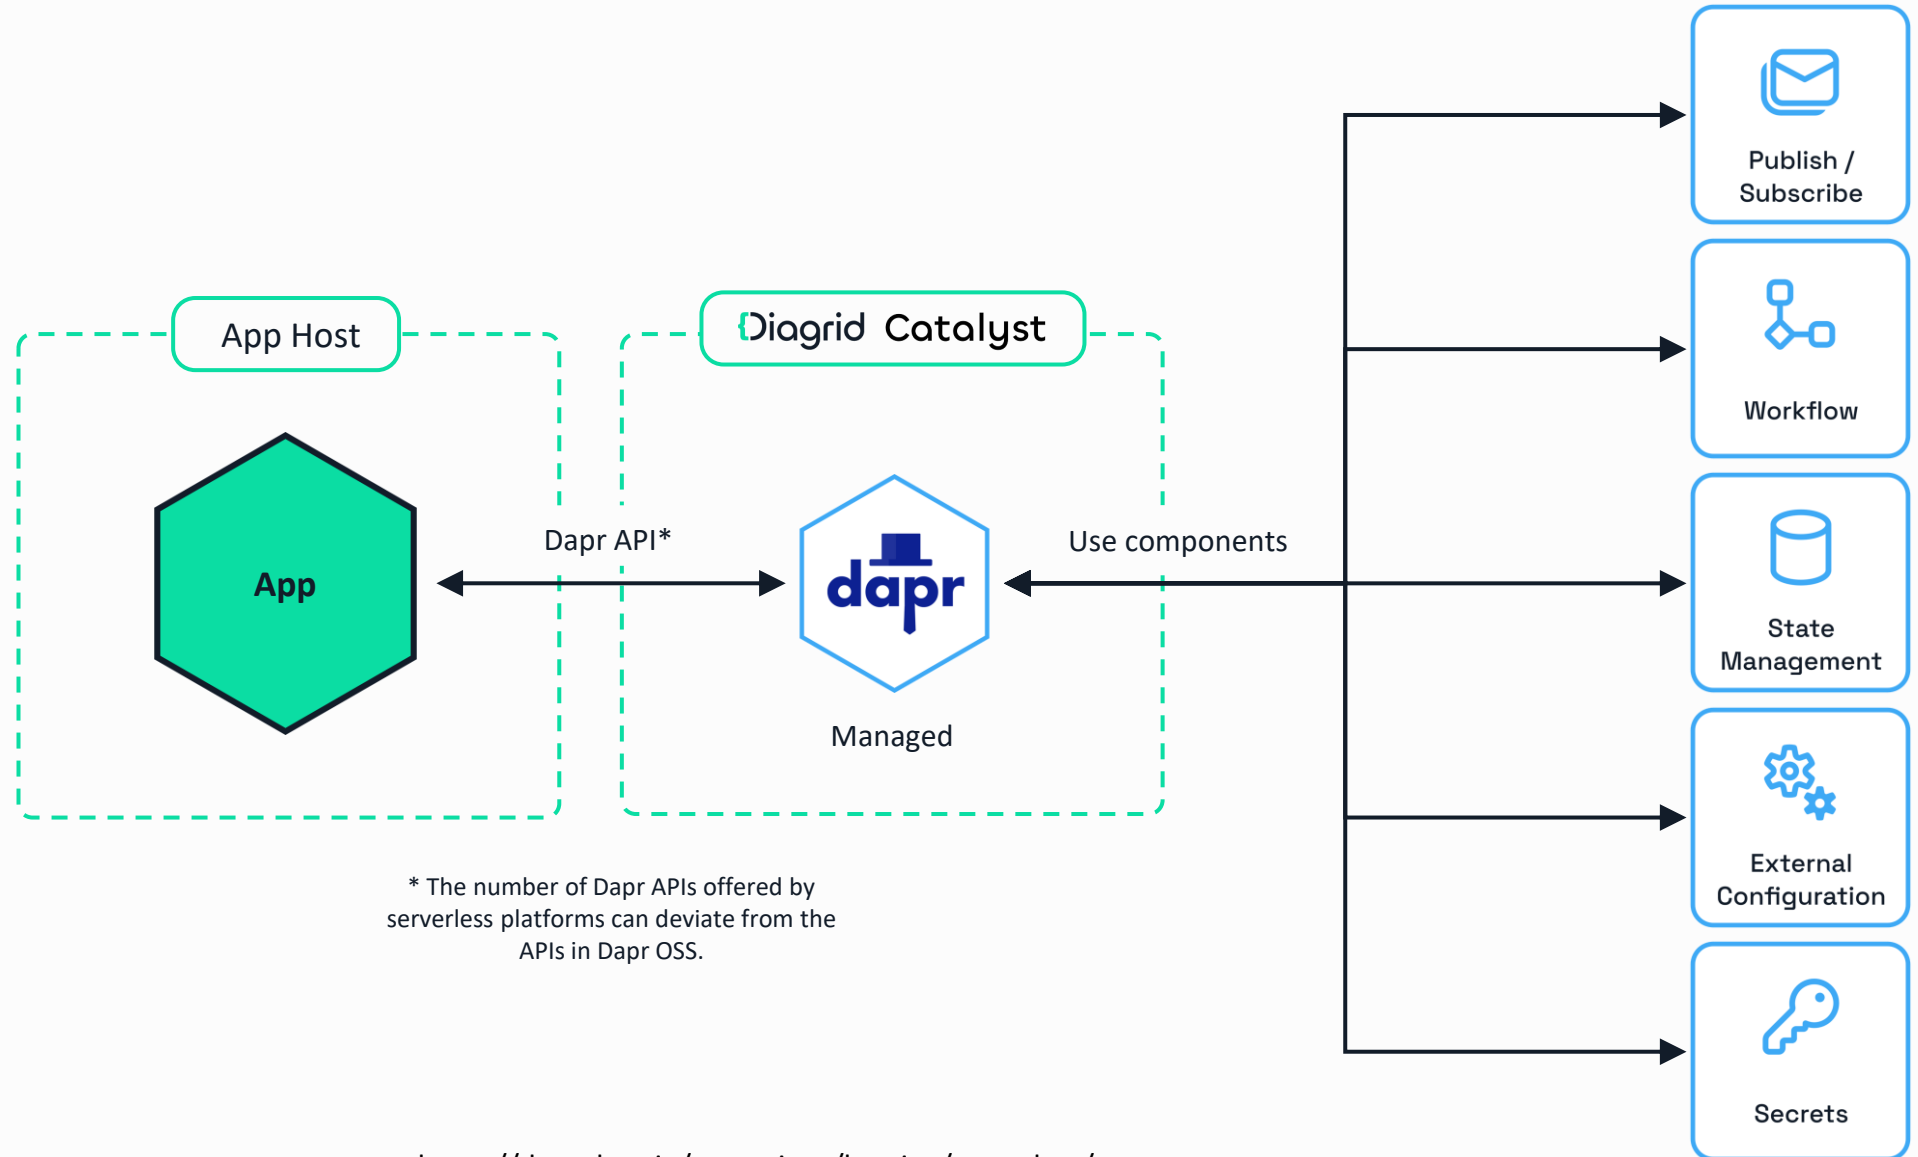 App Host
{Diagrid Catalyst
App
Dapr API*
dapr
Managed
Use components
* The number of Dapr APIs offered by
serverless platforms can deviate from the
APIs in Dapr OSS.
Publish /
Subscribe
Workflow
State
Management
External
Configuration
Secrets